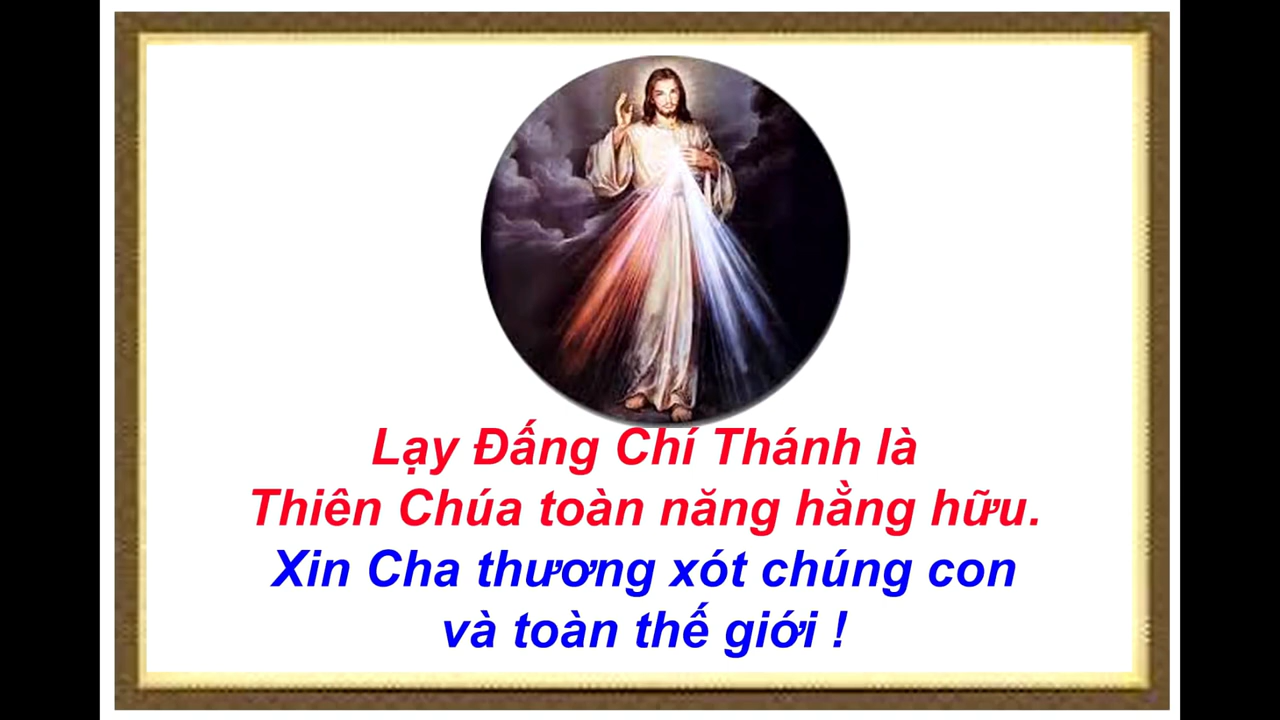 Lạy Đấng Chí Thánh là
Thiên Chúa toàn năng hằng hữu.
Xin Cha thương xót chúng con
và toàn thế giới !